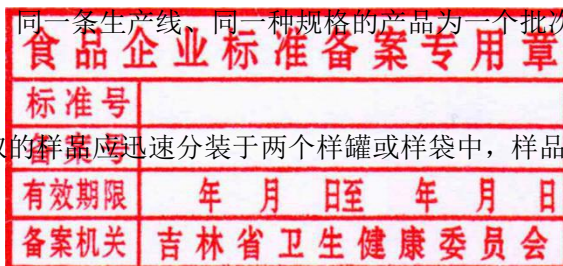 同一条生产线、同一种规格的产品为一个批次
食品企业标准备案专用章
标准号
备案号
的样品应迅速分装于两个样罐或样袋中，样品
有效期限 年 月 日至 年 月 日
备案机关 吉林省卫生健康委员会